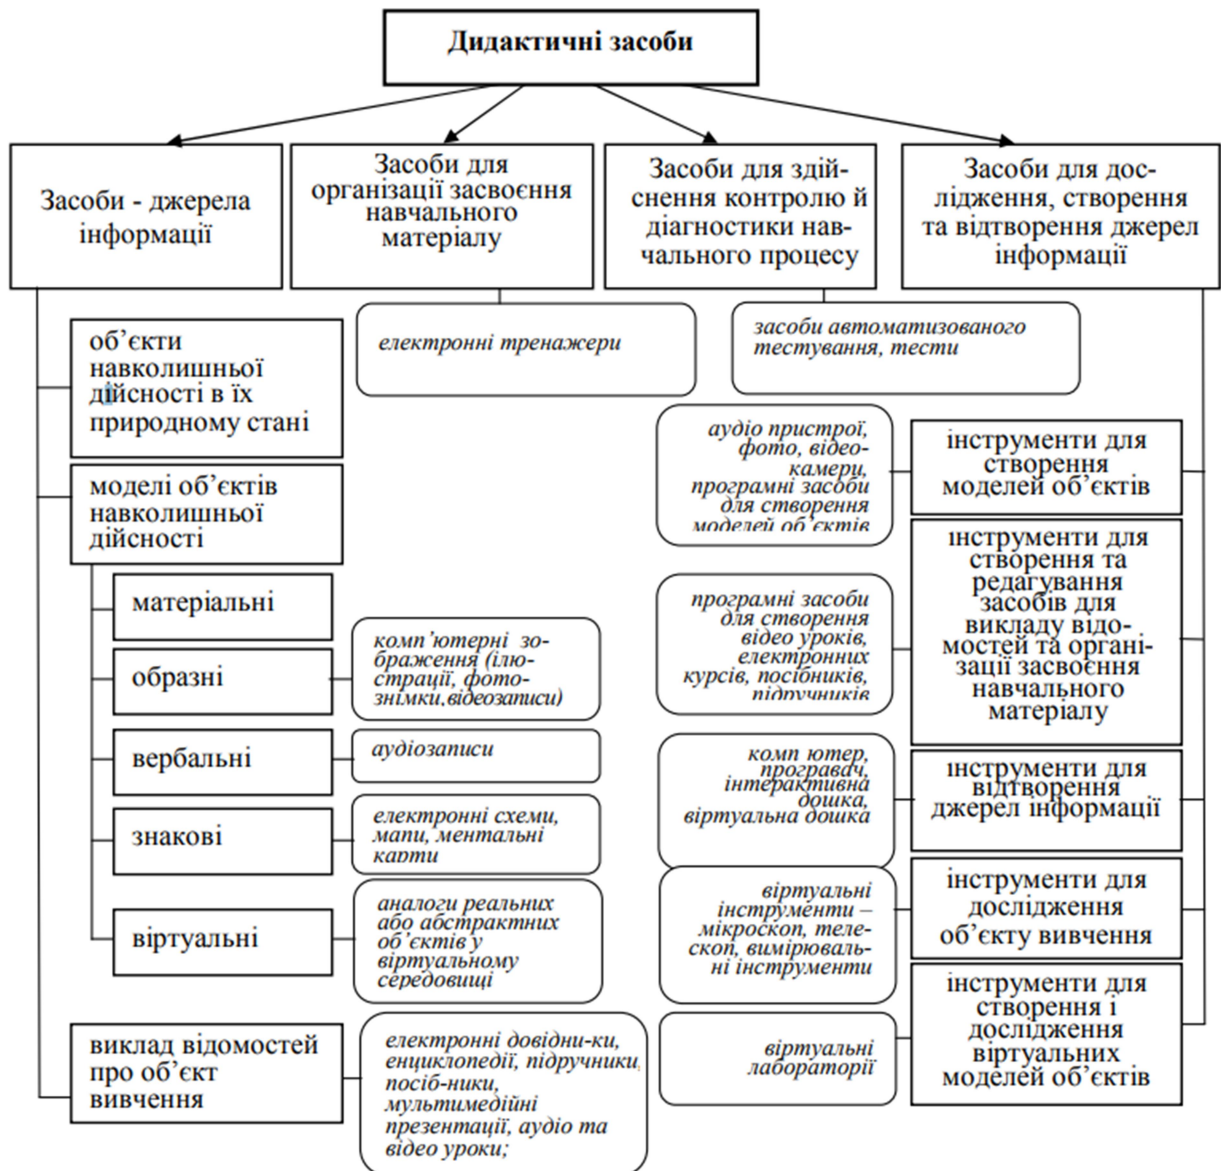 Дидактичні засоби
Засоби - джерела
інформації
Засоби для
організації засвоєння
навчального
матеріалу
Засоби для здій-
снення контролю й
діагностики нав-
чального процесу
Засоби для дос-
лідження, створення
та відтворення джерел
інформації
електронні тренажери
засоби автоматизованого
тестування, тести
об’єкти
навколишньої
дійсності в їх
природному стані
моделі об’єктів
навколишньої
дійсності
матеріальні
образні
комп’ютерні зо-
браження (ілю-
страції, фото-
знімки,відеозаписи)
вербальні
аудіозаписи
знакові
електронні схеми,
мапи, ментальні
карти
віртуальні
аналоги реальних
або абстрактних
об’єктів у
віртуальному
середовищі
виклад відомостей
про об’єкт
вивчення
електронні довідни-ки,
енциклопедії, підручники,
посіб-ники,
мультимедійні
презентації, аудіо та
відео уроки;
аудіо пристрої,
фото, відео-
камери,
програмні засоби
для створення
моделей об’єктів
інструменти для
створення
моделей об’єктів
програмні засоби
для створення
відео уроків,
електронних
курсів, посібників,
підручників
інструменти для
створення та
редагування
засобів для
викладу відо-
мостей та органі-
зації засвоєння
навчального
матеріалу
комп ютер,
програвач,
інтерактивна
дошка,
віртуальна дошка
інструменти для
відтворення
джерел інформації
віртуальні
інструменти –
мікроскоп, теле-
скоп, вимірюваль-
ні інструменти
інструменти для
дослідження
об’єкту вивчення
віртуальні
лабораторії
інструменти для
створення і
дослідження
віртуальних
моделей об’єктів